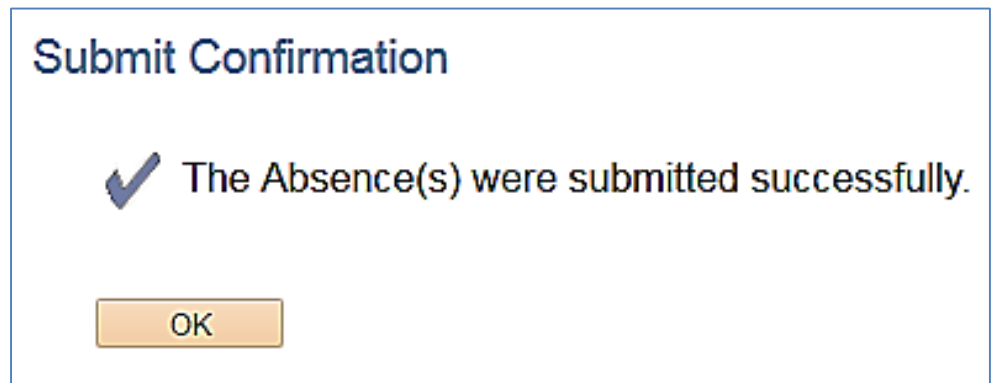 Submit Confirmation
The Absence(s) were submitted successfully.
OK